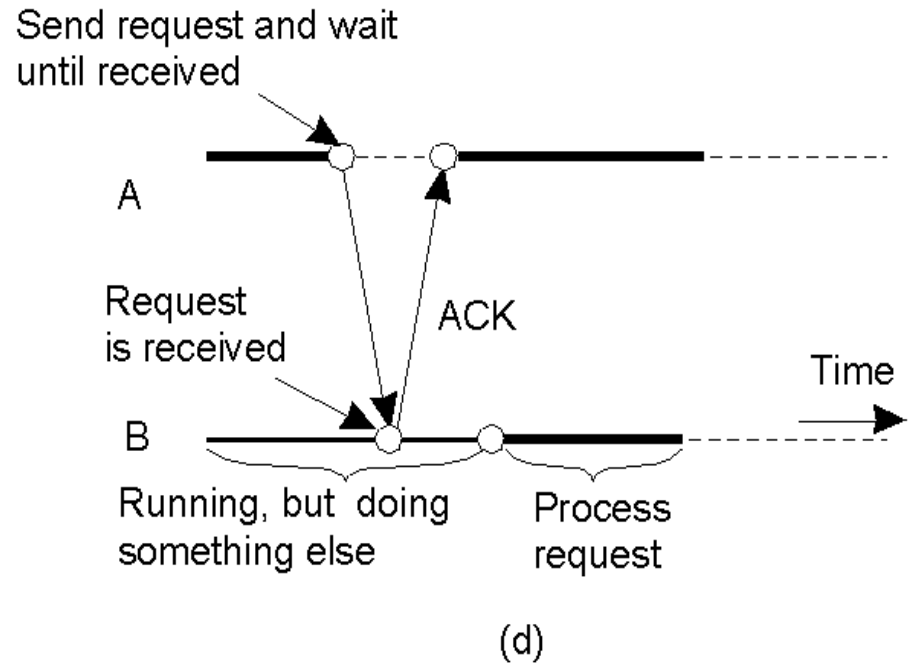 Send request and wait
until received
A
Request
is received
ACK
Time
B
Running, but doing
something else
Process
request
(d)